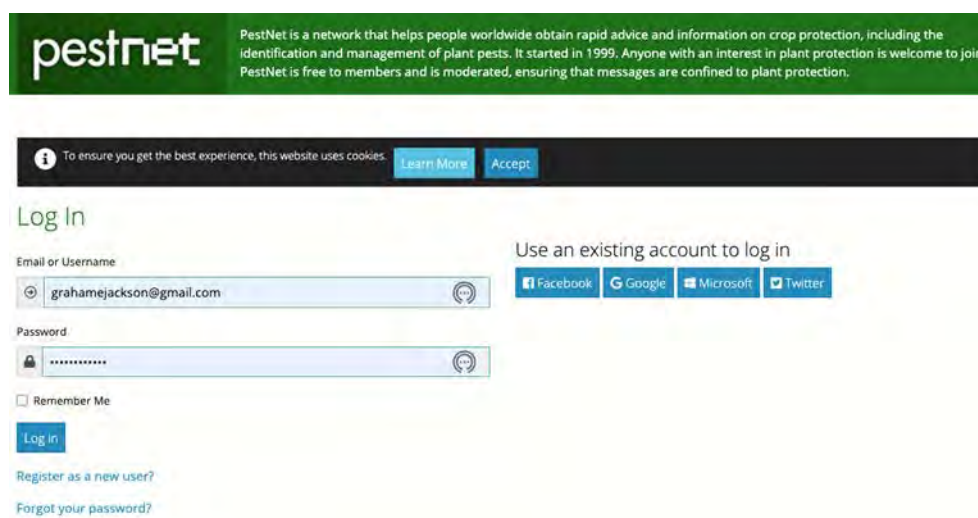 pestnet
PestNet is a network that helps people worldwide obtain rapid advice and information on crop protection, including the
identification and management of plant pests. It started in 1999. Anyone with an interest in plant protection is welcome to join
PestNet is free to members and is moderated, ensuring that messages are confined to plant protection.
To ensure you get the best experience, this website uses cookies. Learn More Accept
Log In
Use an existing account to log in
Email or Username
grahamejackson@gmail.com
Facebook Google Microsoft Twitter
Password
••••••••••••
Remember Me
Log in
Register as a new user?
Forgot your password?